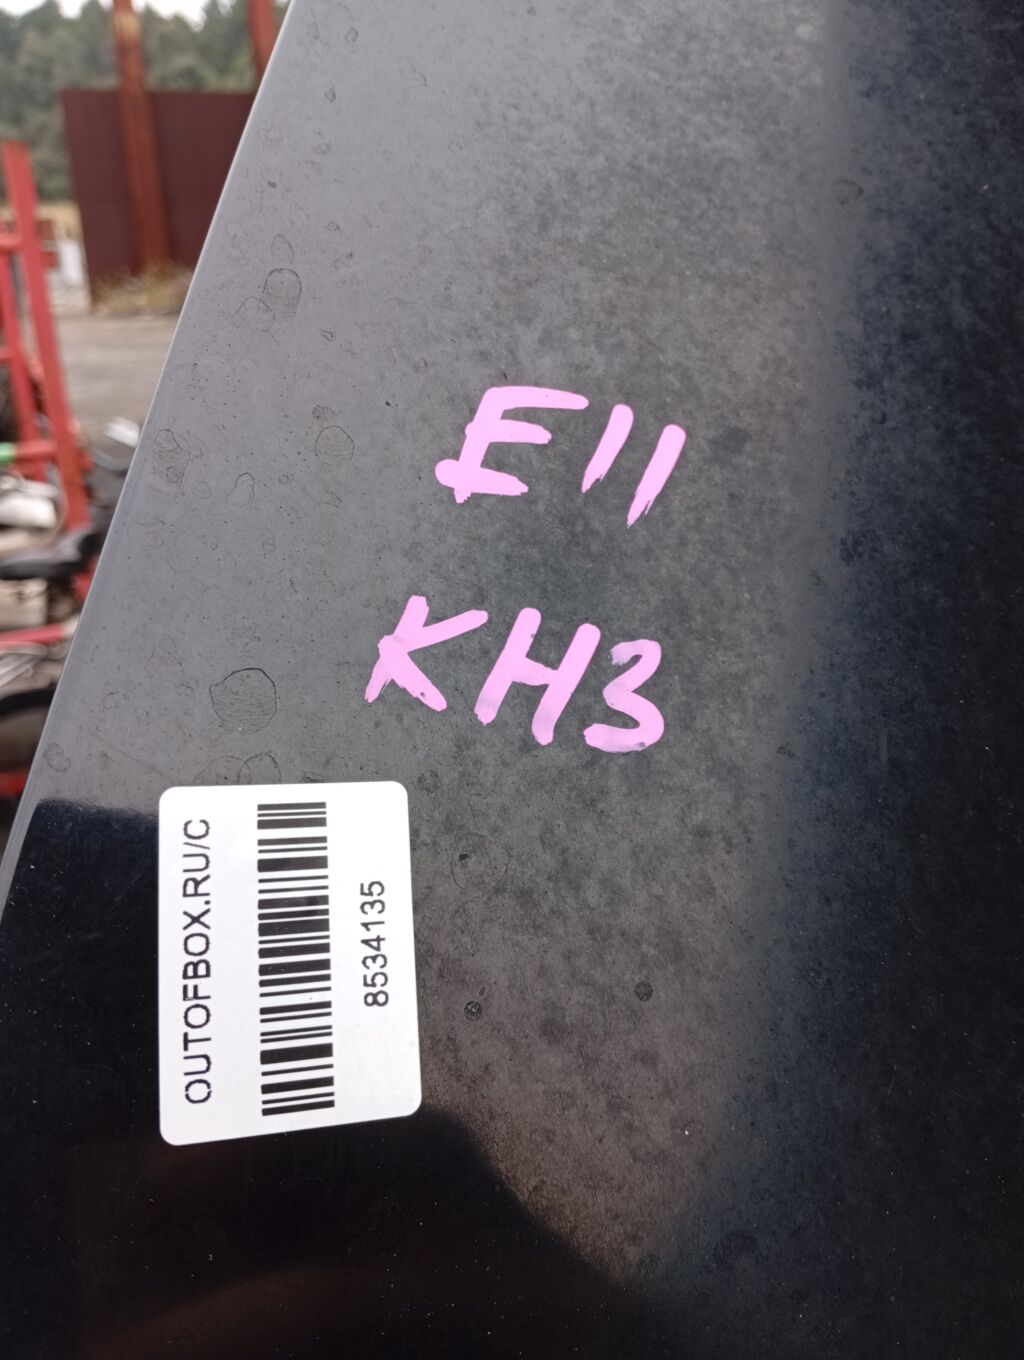 E11
KH3
OUTOFBOX.RU/C
8534135